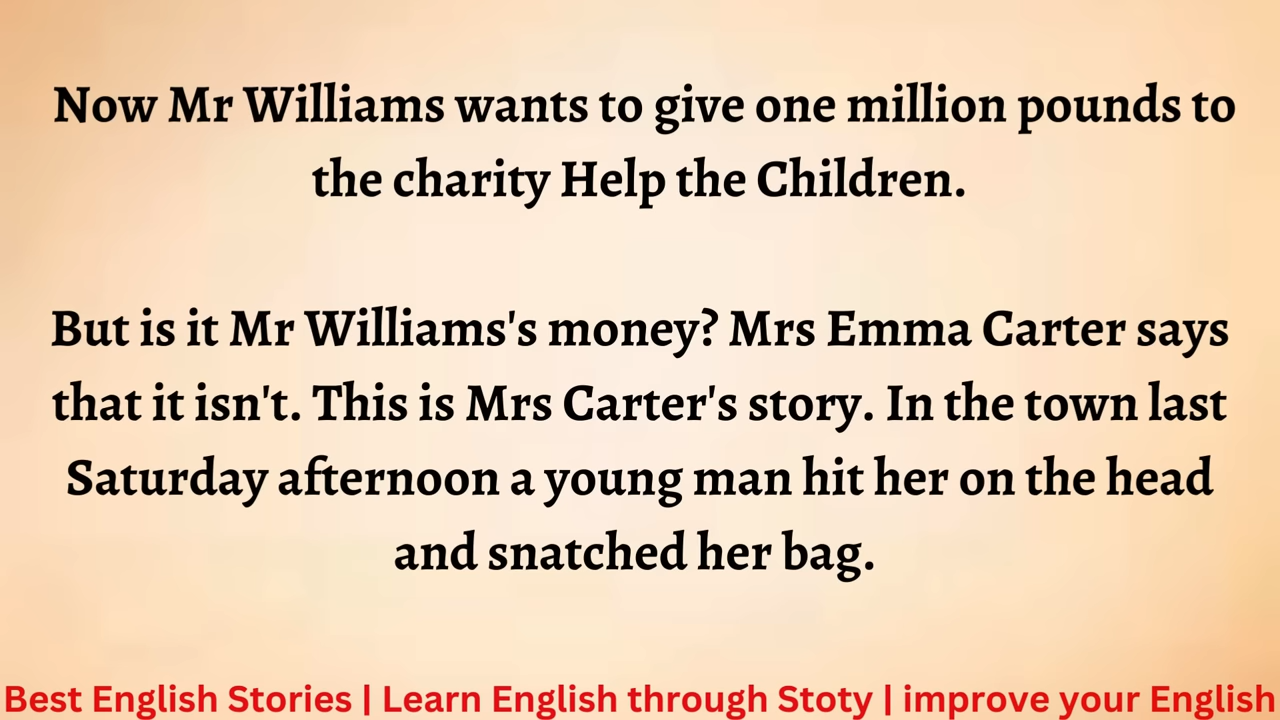 Now Mr Williams wants to give one million pounds to
the charity Help the Children.
But is it Mr Williams's money? Mrs Emma Carter says
that it isn't. This is Mrs Carter's story. In the town last
Saturday afternoon a young man hit her on the head
and snatched her bag.
Best English Stories | Learn English through Stoty | improve your English